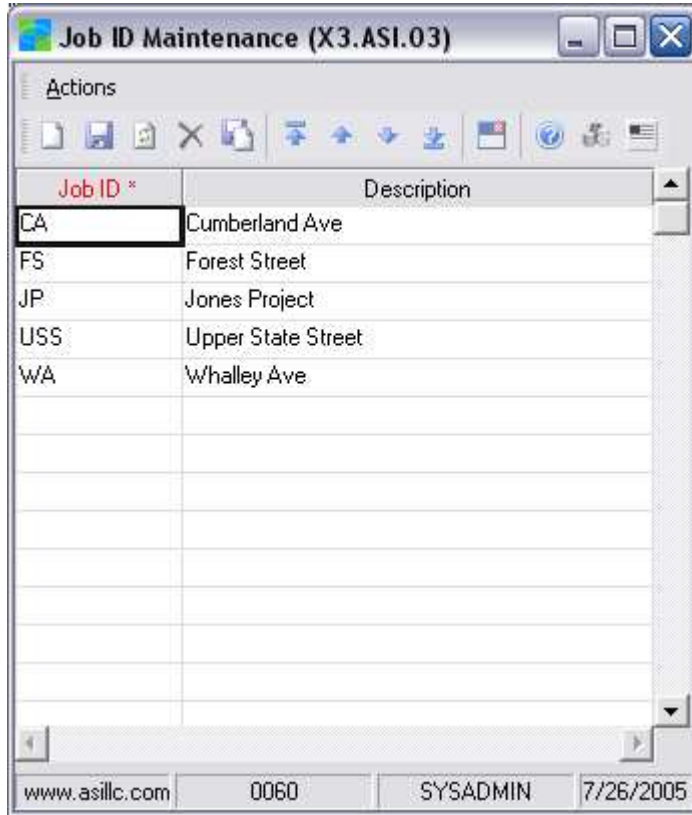 Job ID Maintenance (X3.ASI.03)
Actions
Job ID * Description
CA Cumberland Ave
FS Forest Street
JP Jones Project
USS Upper State Street
WA Whalley Ave
www.asillc.com 0060 SYSADMIN 7/26/2005